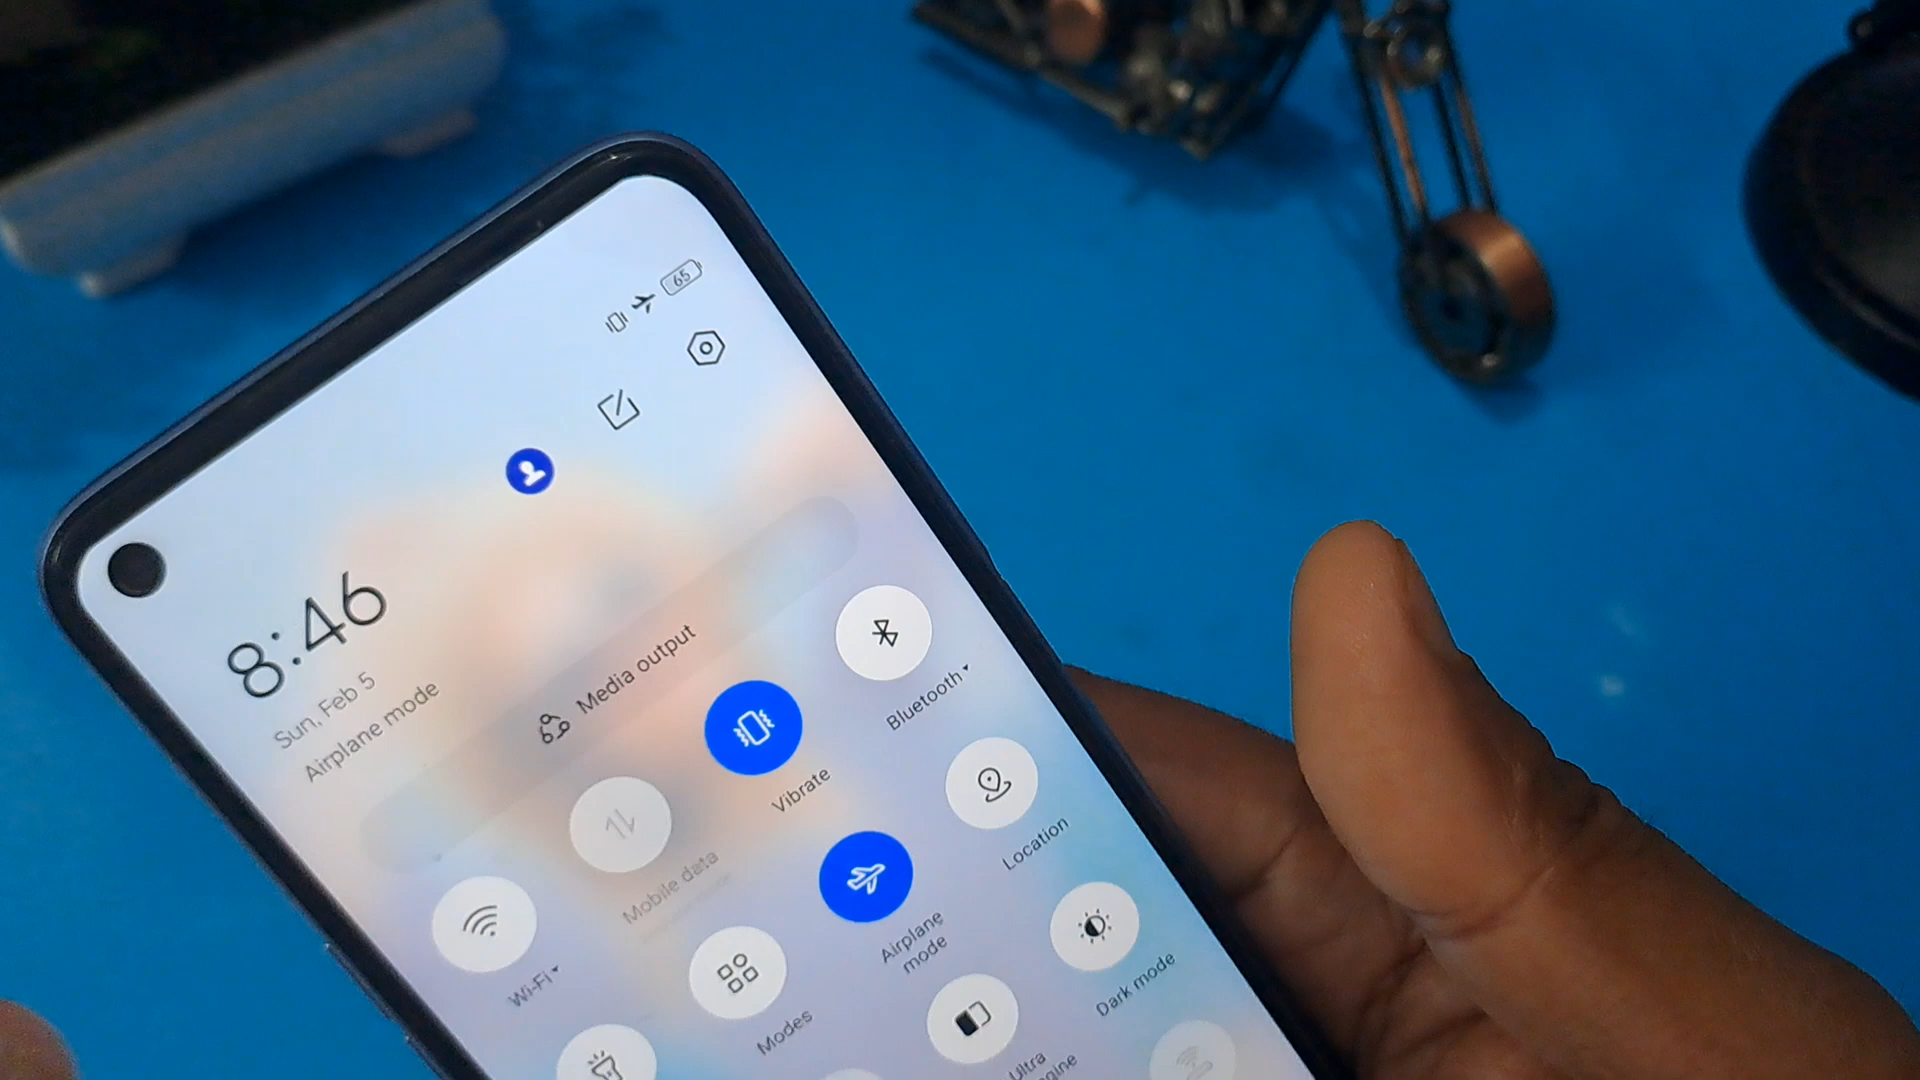 65
8:46
Sun, Feb 5
Airplane mode
Media output
Wi-Fi
Mobile data
Vibrate
Bluetooth
Modes
Airplane
mode
Location
Ultra
Dark mode